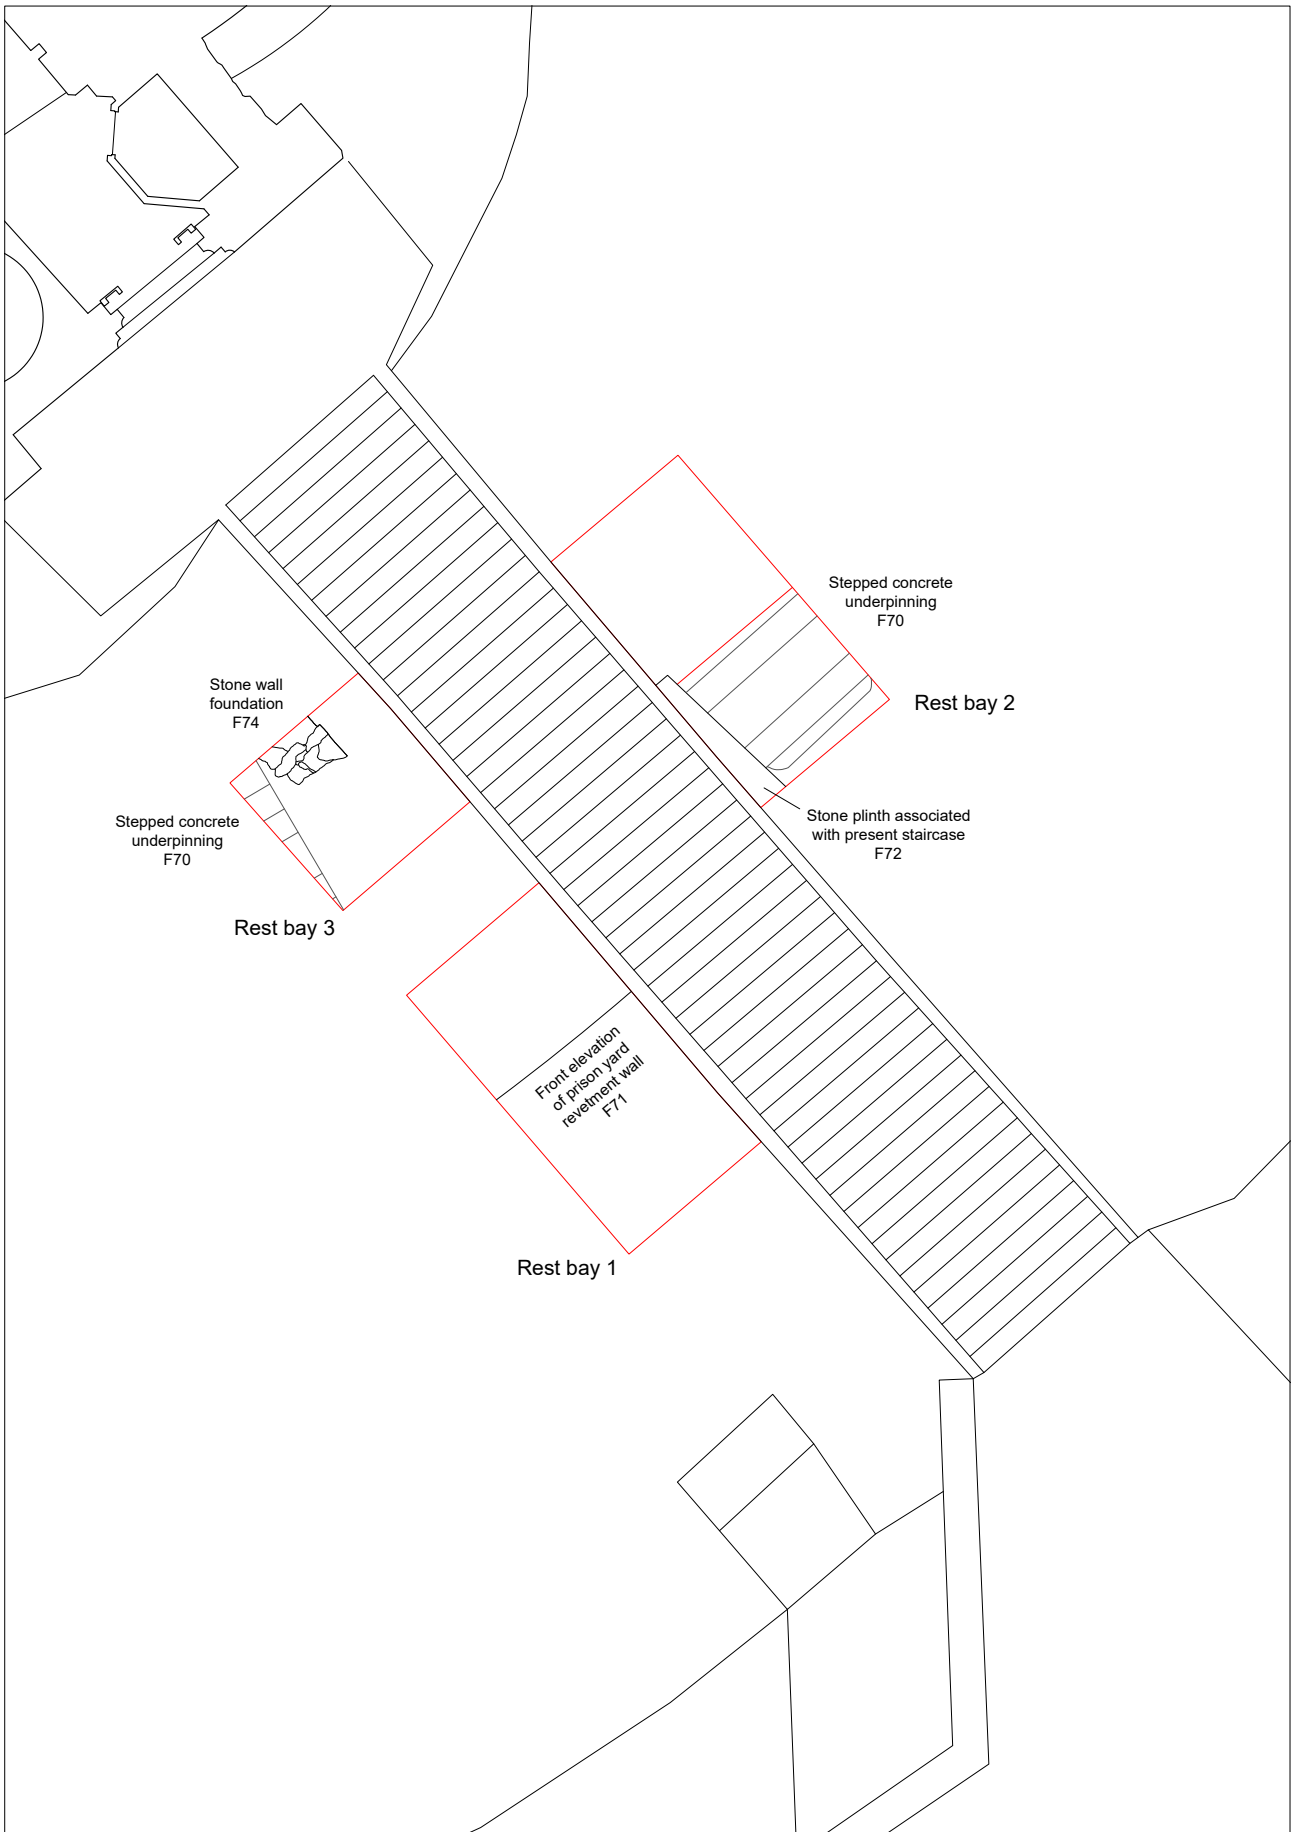 Stepped concrete
underpinning
F70
Rest bay 2
Stone wall
foundation
F74
Stepped concrete
underpinning
F70
Stone plinth associated
with present staircase
F72
Rest bay 3
Front elevation
of prison yard
revetment wall
F71
Rest bay 1